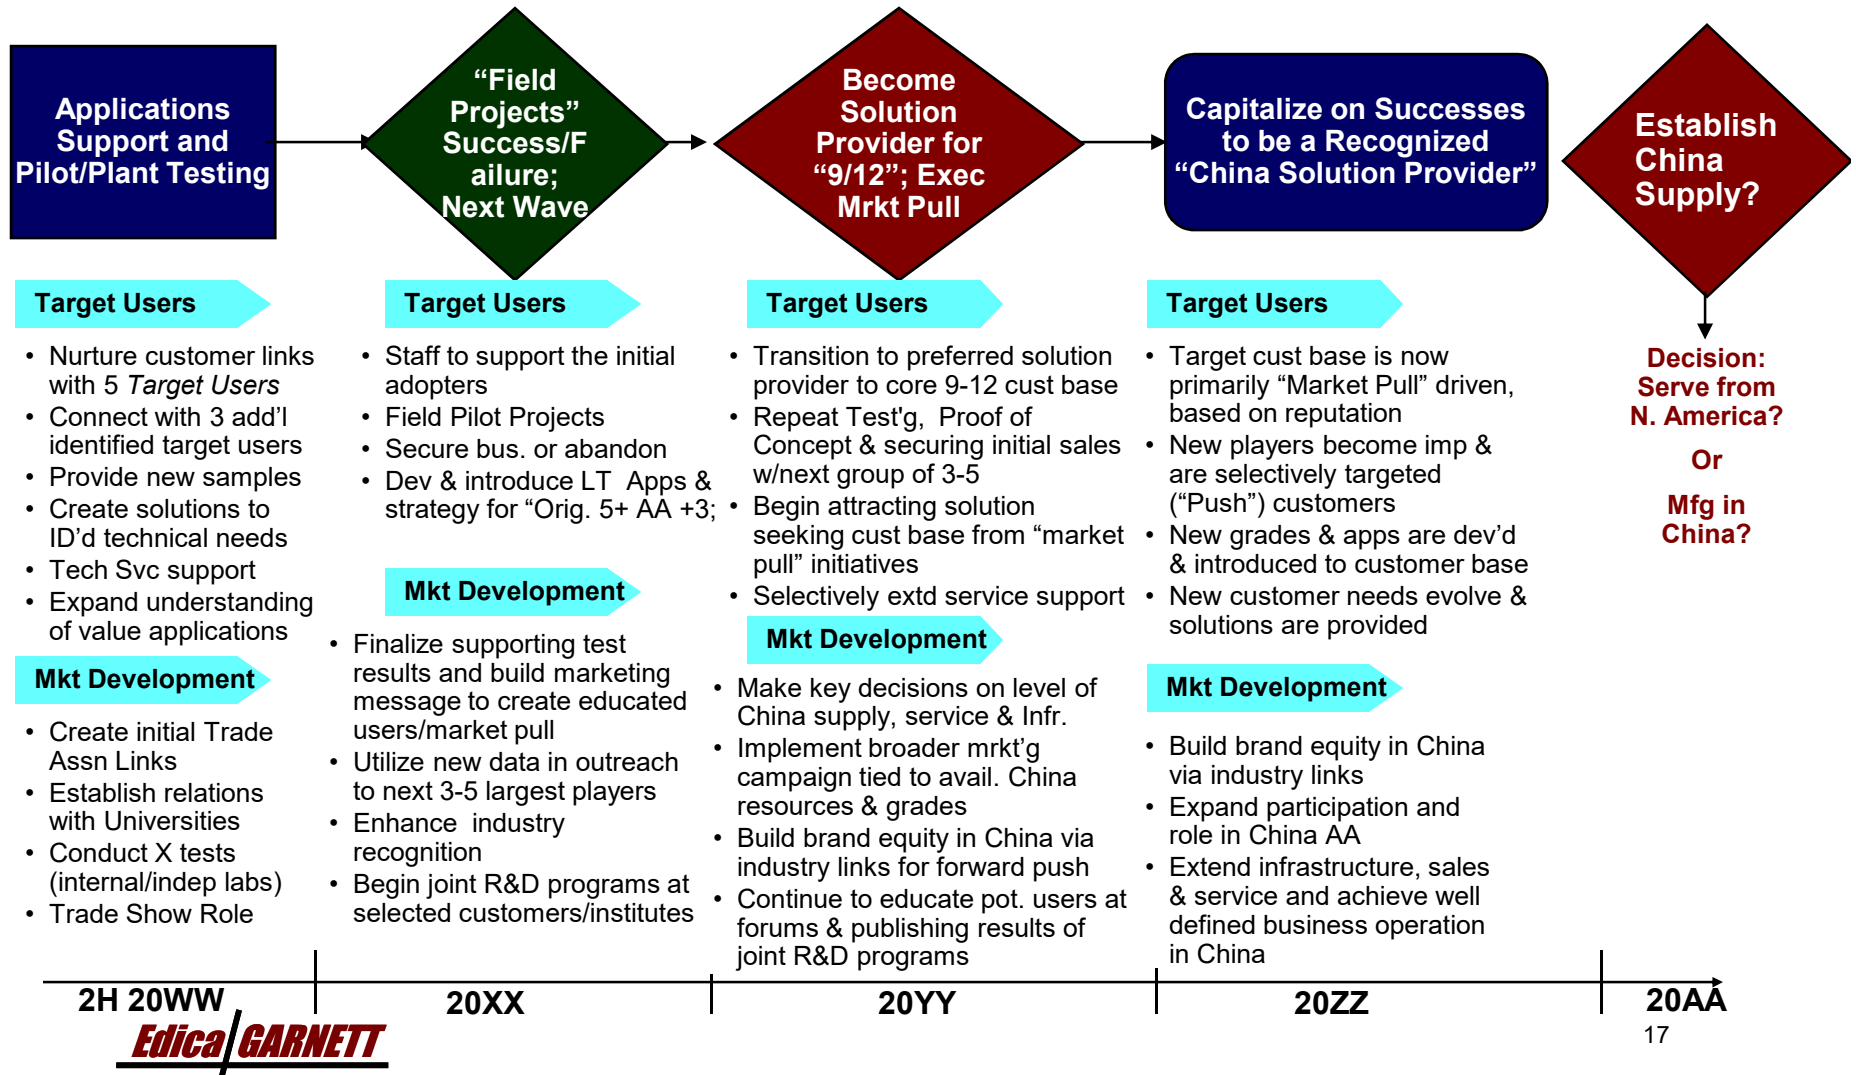 Applications
Support and
Pilot/Plant Testing
“Field
Projects”
Success/F
ailure;
Next Wave
Become
Solution
Provider for
“9/12”; Exec
Mrkt Pull
Capitalize on Successes
to be a Recognized
“China Solution Provider”
Establish
China
Supply?
Target Users
• Nurture customer links
with 5 Target Users
• Connect with 3 add’l
identified target users
• Provide new samples
• Create solutions to
ID’d technical needs
• Tech Svc support
• Expand understanding
of value applications
Mkt Development
• Create initial Trade
Assn Links
• Establish relations
with Universities
• Conduct X tests
(internal/indep labs)
• Trade Show Role
Target Users
• Staff to support the initial
adopters
• Field Pilot Projects
• Secure bus. or abandon
• Dev & introduce LT Apps &
strategy for “Orig. 5+ AA +3;
Mkt Development
• Finalize supporting test
results and build marketing
message to create educated
users/market pull
• Utilize new data in outreach
to next 3-5 largest players
• Enhance industry
recognition
• Begin joint R&D programs at
selected customers/institutes
Target Users
• Transition to preferred solution
provider to core 9-12 cust base
• Repeat Test'g, Proof of
Concept & securing initial sales
w/next group of 3-5
• Begin attracting solution
seeking cust base from “market
pull” initiatives
• Selectively extd service support
Mkt Development
• Make key decisions on level of
China supply, service & Infr.
• Implement broader mrkt’g
campaign tied to avail. China
resources & grades
• Build brand equity in China via
industry links for forward push
• Continue to educate pot. users at
forums & publishing results of
joint R&D programs
Target Users
• Target cust base is now
primarily “Market Pull” driven,
based on reputation
• New players become imp &
are selectively targeted
(“Push”) customers
• New grades & apps are dev’d
& introduced to customer base
• New customer needs evolve &
solutions are provided
Mkt Development
• Build brand equity in China
via industry links
• Expand participation and
role in China AA
• Extend infrastructure, sales
& service and achieve well
defined business operation
in China
Decision:
Serve from
N. America?
Or
Mfg in
China?
2H 20WW
20XX
20YY
20ZZ
20AA
Edica/GARNETT
17